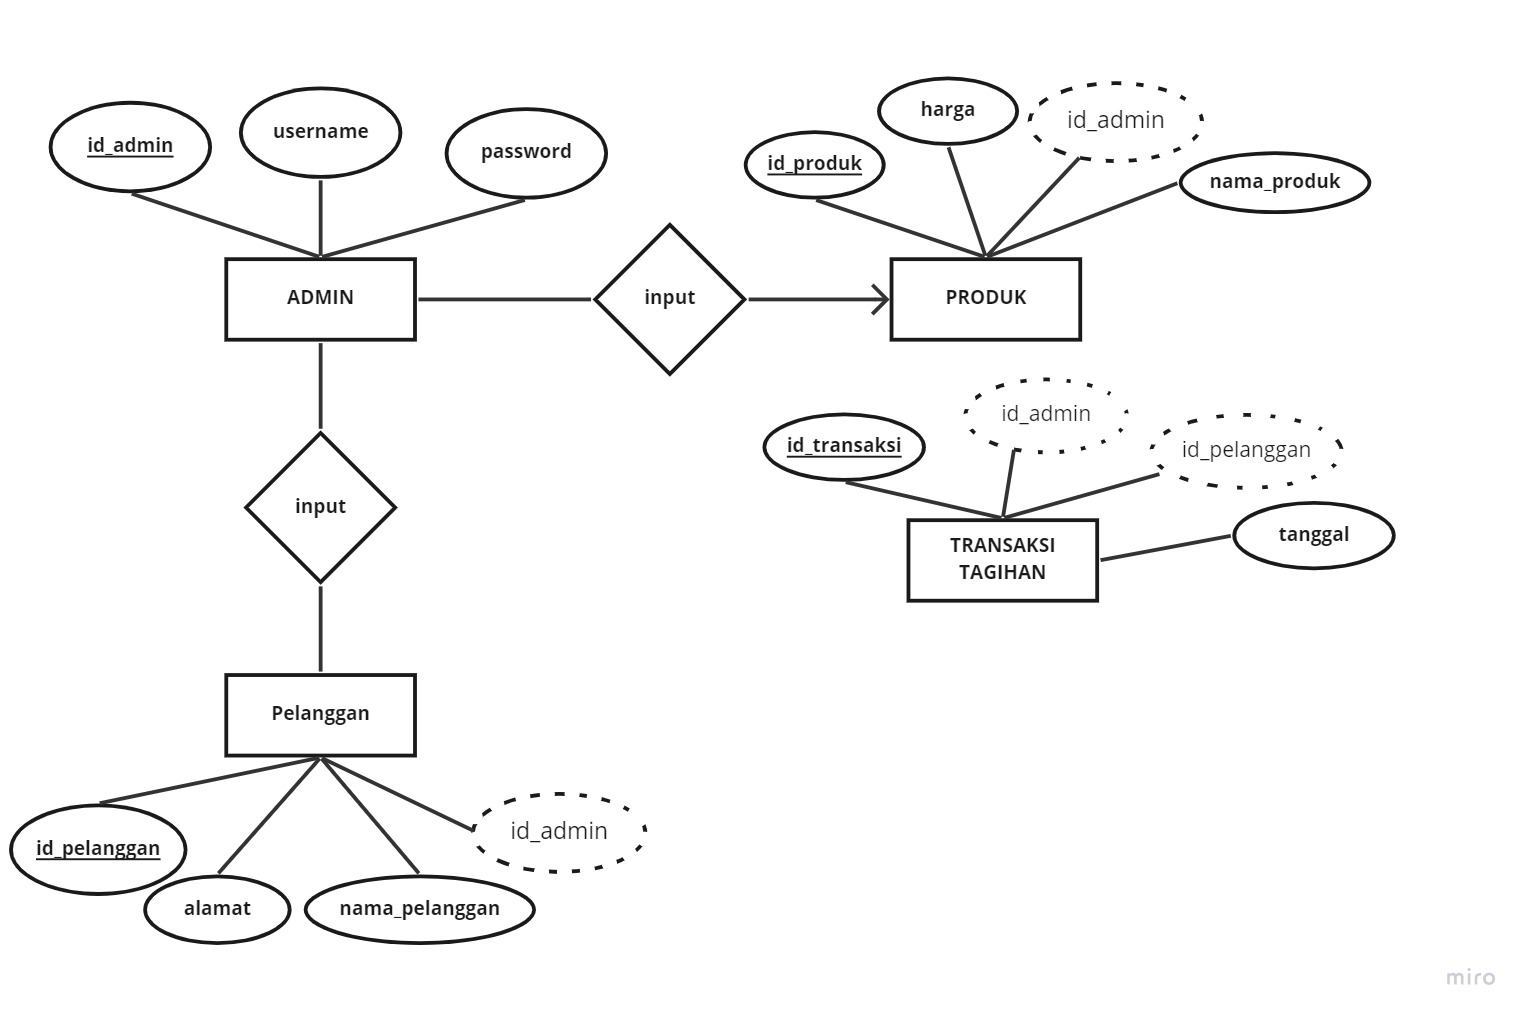 id_admin
username
password
harga
id_admin
id_produk
nama_produk
ADMIN
input
PRODUK
id_admin
id_transaksi
id_pelanggan
input
tanggal
TRANSAKSI
TAGIHAN
Pelanggan
id_pelanggan
id_admin
alamat
nama_pelanggan
miro